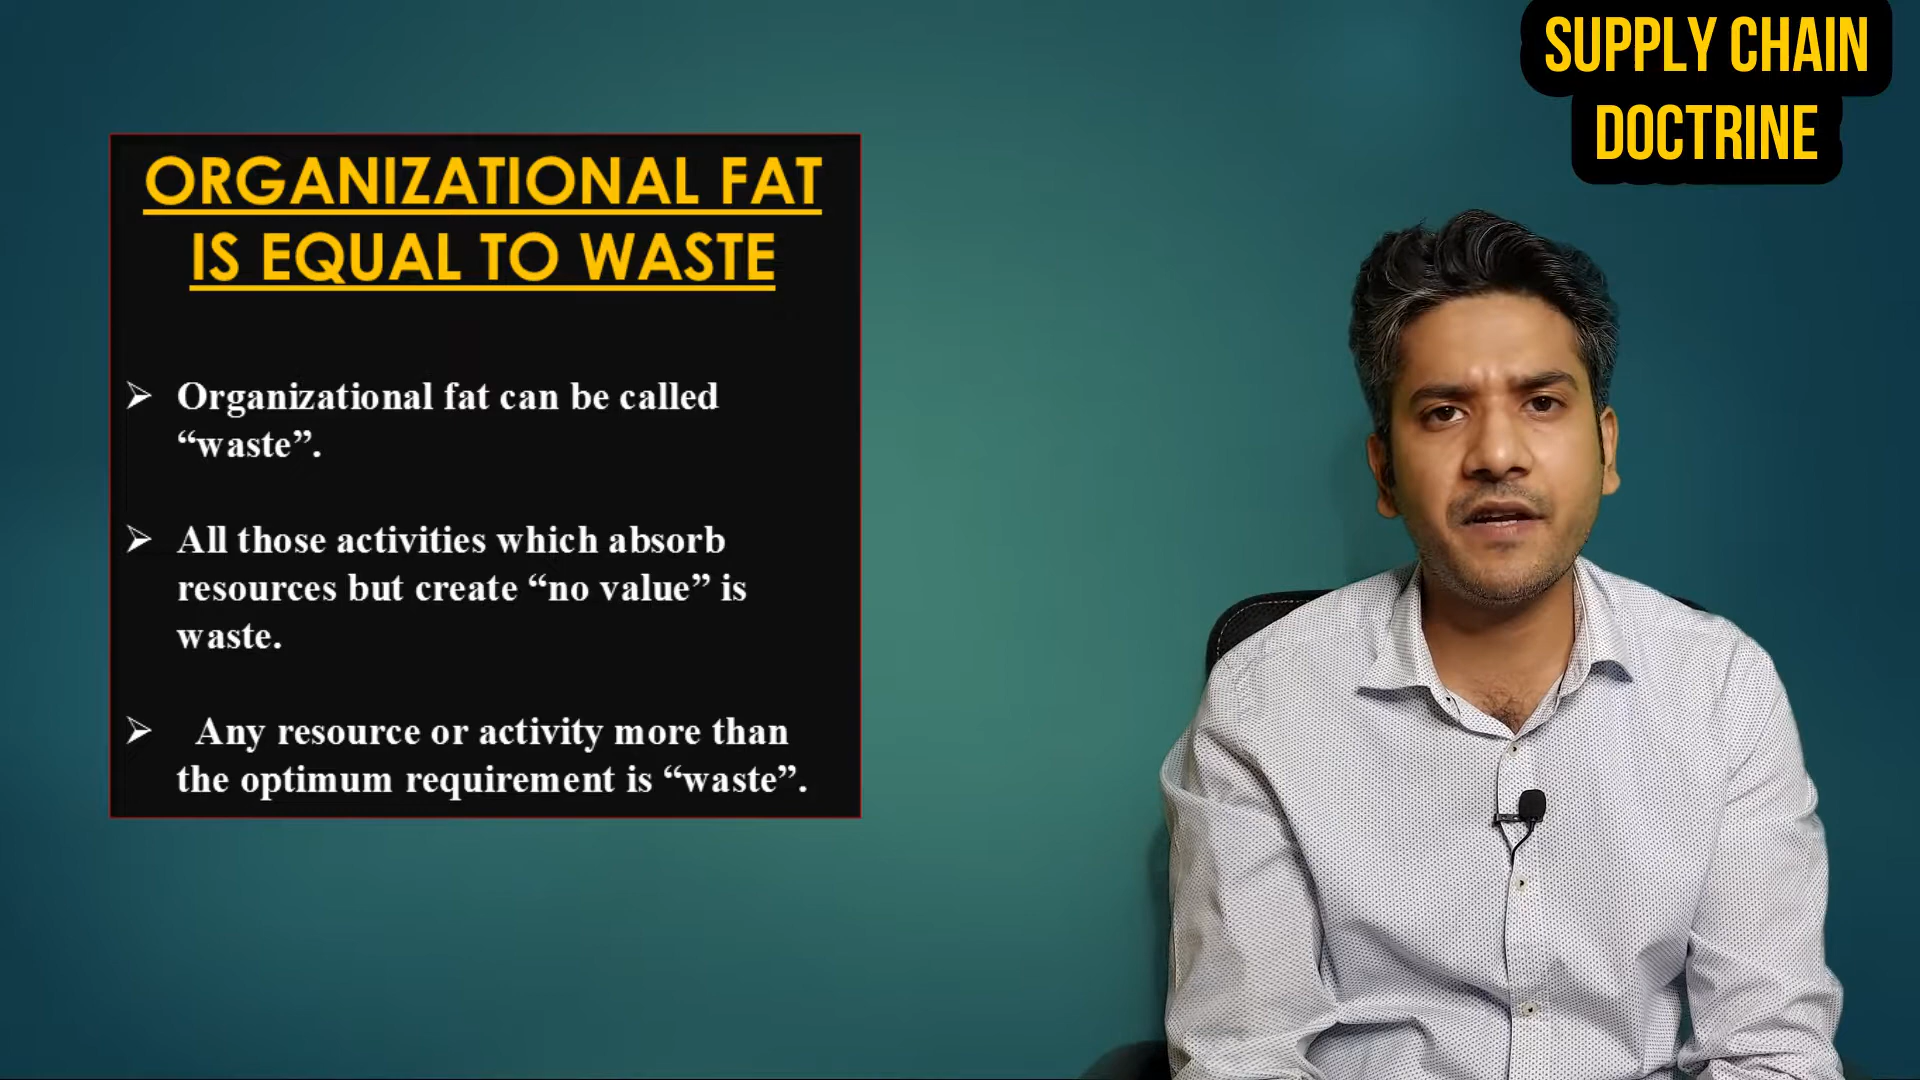 SUPPLY CHAIN
DOCTRINE
ORGANIZATIONAL FAT
IS EQUAL TO WASTE
➢ Organizational fat can be called
“waste”.
➢ All those activities which absorb
resources but create “no value” is
waste.
➢ Any resource or activity more than
the optimum requirement is “waste”.